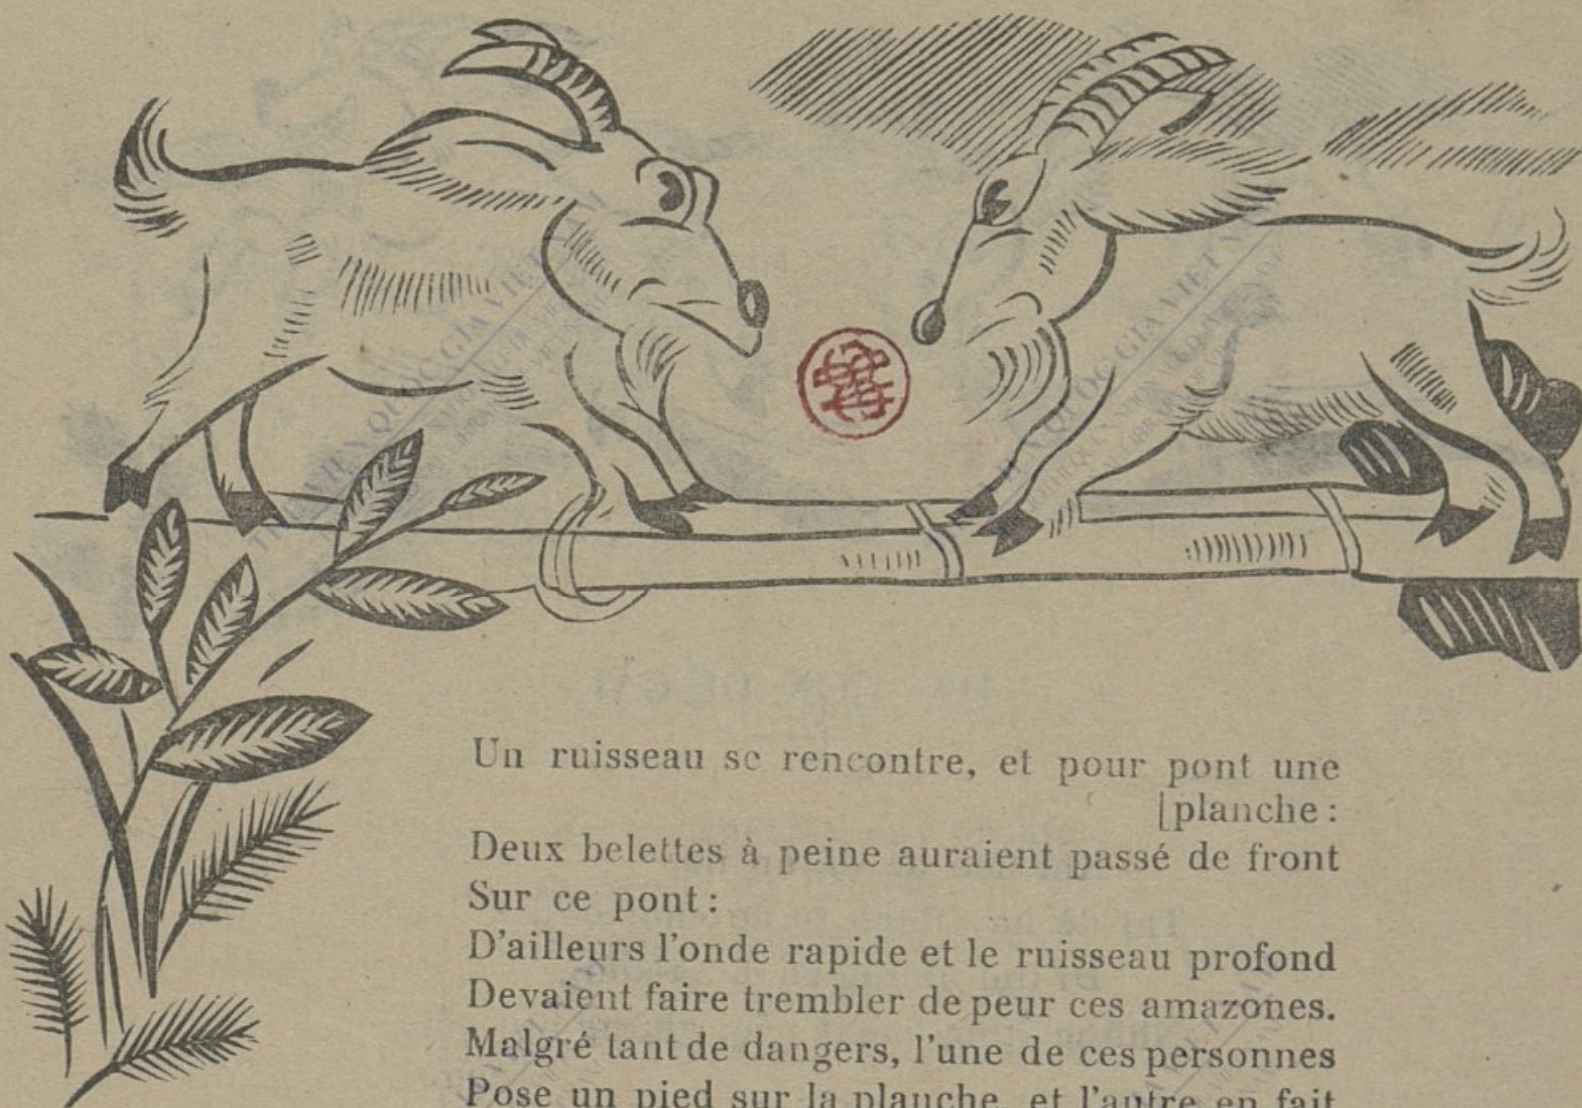 Un ruisseau se rencontre, et pour pont une
[planche :
Deux belettes à peine auraient passé de front
Sur ce pont :
D'ailleurs l'onde rapide et le ruisseau profond
Devaient faire trembler de peur ces amazones.
Malgré tant de dangers, l'une de ces personnes
Pose un pied sur la planche, et l'autre en fait